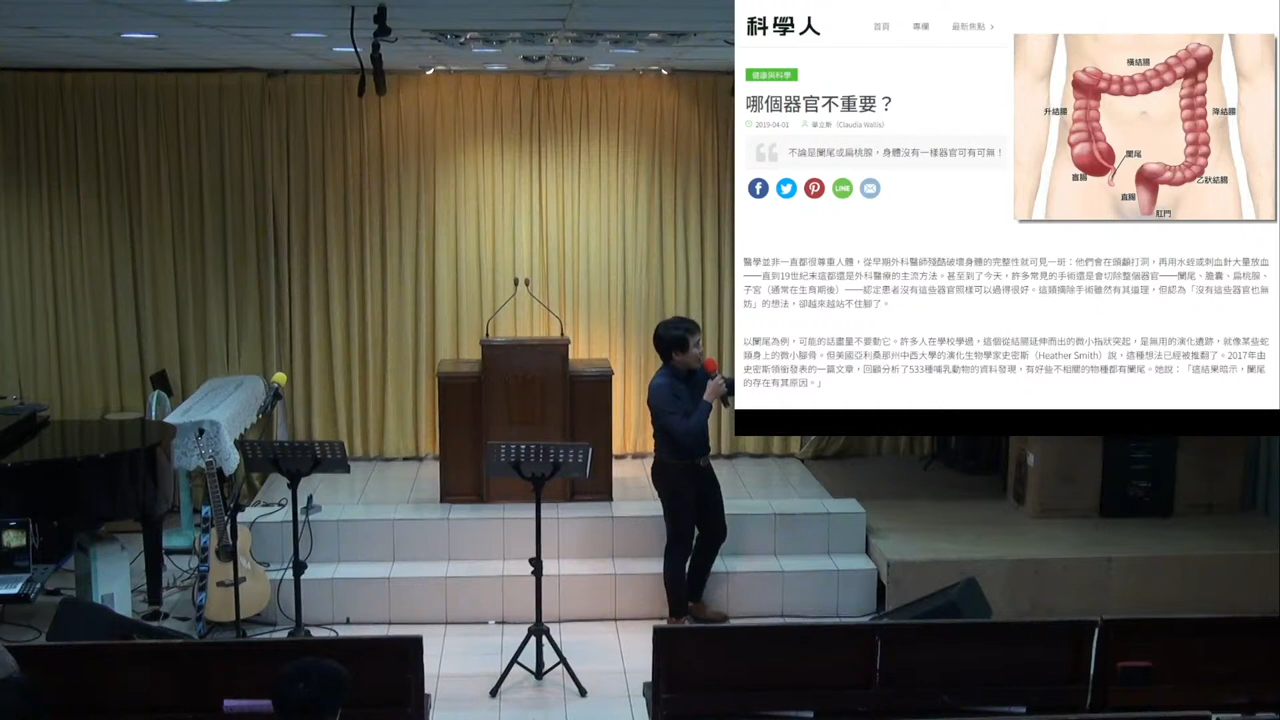 科學人
首頁 專欄 最新焦點
健康與科學
哪個器官不重要？
2019-04-01 華立斯（Claudia Wallis）
不論是闌尾或扁桃腺，身體沒有一樣器官可有可無！
LINE
橫結腸
升結腸
降結腸
闌尾
盲腸
乙狀結腸
直腸
肛門
醫學並非一直都很尊重人體，從早期外科醫師殘酷破壞身體的完整性就可見一斑：他們會在頭顱打洞，再用水蛭或刺血針大量放血
——直到19世紀末這都還是外科醫療的主流方法。甚至到了今天，許多常見的手術還是會切除整個器官——闌尾、膽囊、扁桃腺、
子宮（通常在生育期後）——認定患者沒有這些器官照樣可以過得很好。這類摘除手術雖然有其道理，但認為「沒有這些器官也無
妨」的想法，卻越來越站不住腳了。
以闌尾為例，可能的話盡量不要動它。許多人在學校學過，這個從結腸延伸而出的微小指狀突起，是無用的演化遺跡，就像某些蛇
類身上的微小腳骨。但美國亞利桑那州中西大學的演化生物學家史密斯（Heather Smith）說，這種想法已經被推翻了。2017年由
史密斯領銜發表的一篇文章，回顧分析了533種哺乳動物的資料發現，有好些不相關的物種都有闌尾。她說：「這結果暗示，闌尾
的存在有其原因。」